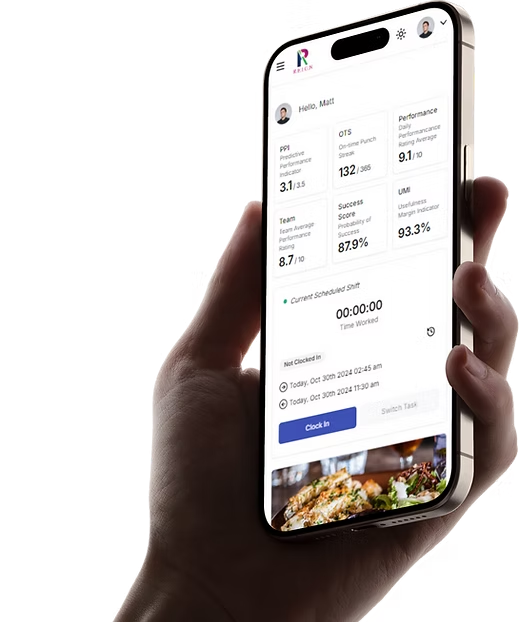 Hello, Matt
PPI
Predictive
Performance
Indicator
3.1/3.5
OTS
On-time Punch
Streak
132/365
Performance
Daily
Performancance
Rating Average
9.1/10
Team
Team Average
Performance
Rating
8.7/10
Success
Score
Probability of
Success
87.9%
UMI
Usefulness
Margin Indicator
93.3%
Current Scheduled Shift
00:00:00
Time Worked
Not Clocked In
Today, Oct 30th 2024 02:45 am
Today, Oct 30th 2024 11:30 am
Clock In
Switch Task